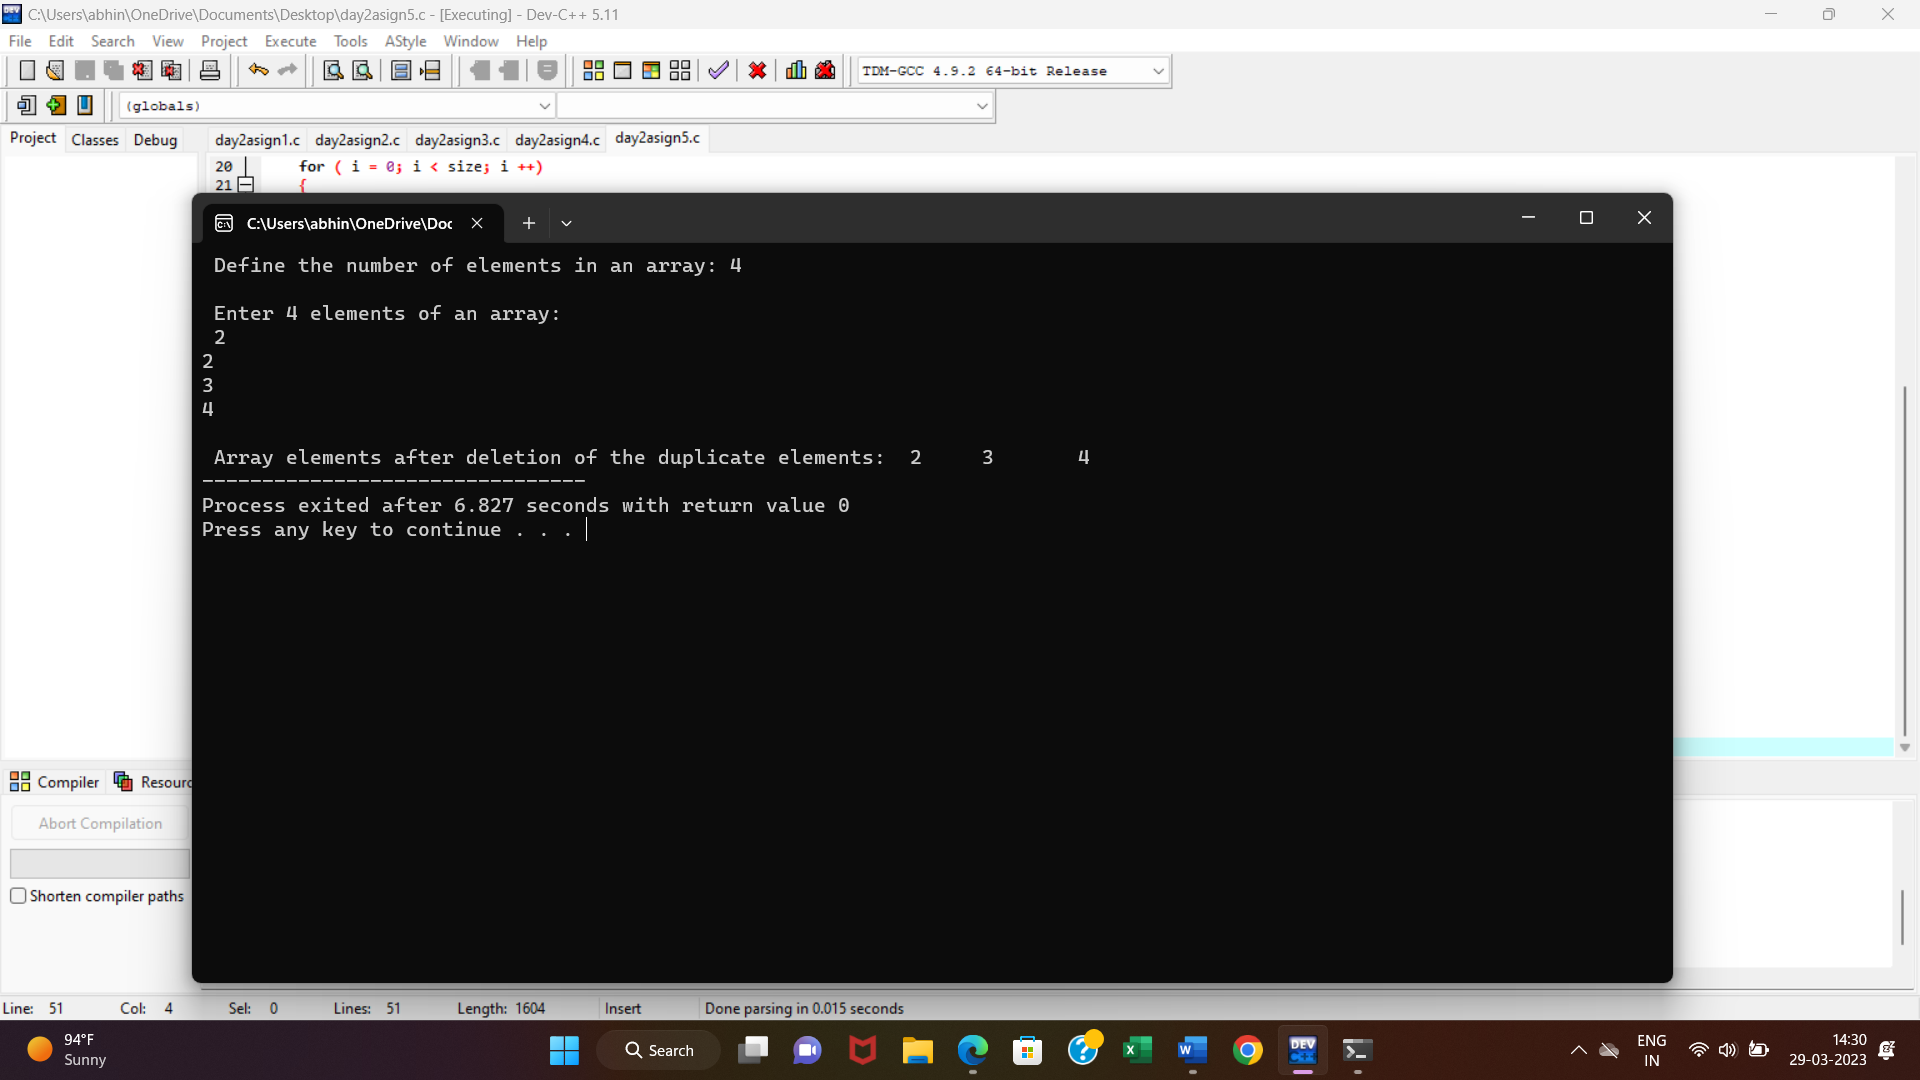 C:\Users\abhin\OneDrive\Documents\Desktop\day2asign5.c - [Executing] - Dev-C++ 5.11
File Edit Search View Project Execute Tools AStyle Window Help
TDM-GCC 4.9.2 64-bit Release
(globals)
Project Classes Debug day2asign1.c day2asign2.c day2asign3.c day2asign4.c day2asign5.c
20 for ( i = 0; i < size; i ++)
21 {
C:\Users\abhin\OneDrive\Doc
Define the number of elements in an array: 4
Enter 4 elements of an array:
2
2
3
4
Array elements after deletion of the duplicate elements: 2 3 4
--------------------------------
Process exited after 6.827 seconds with return value 0
Press any key to continue . . .
Compiler Resourc
Abort Compilation
Shorten compiler paths
Line: 51 Col: 4 Sel: 0 Lines: 51 Length: 1604 Insert Done parsing in 0.015 seconds
94°F
Sunny
Search
DEV
ENG
IN
14:30
29-03-2023